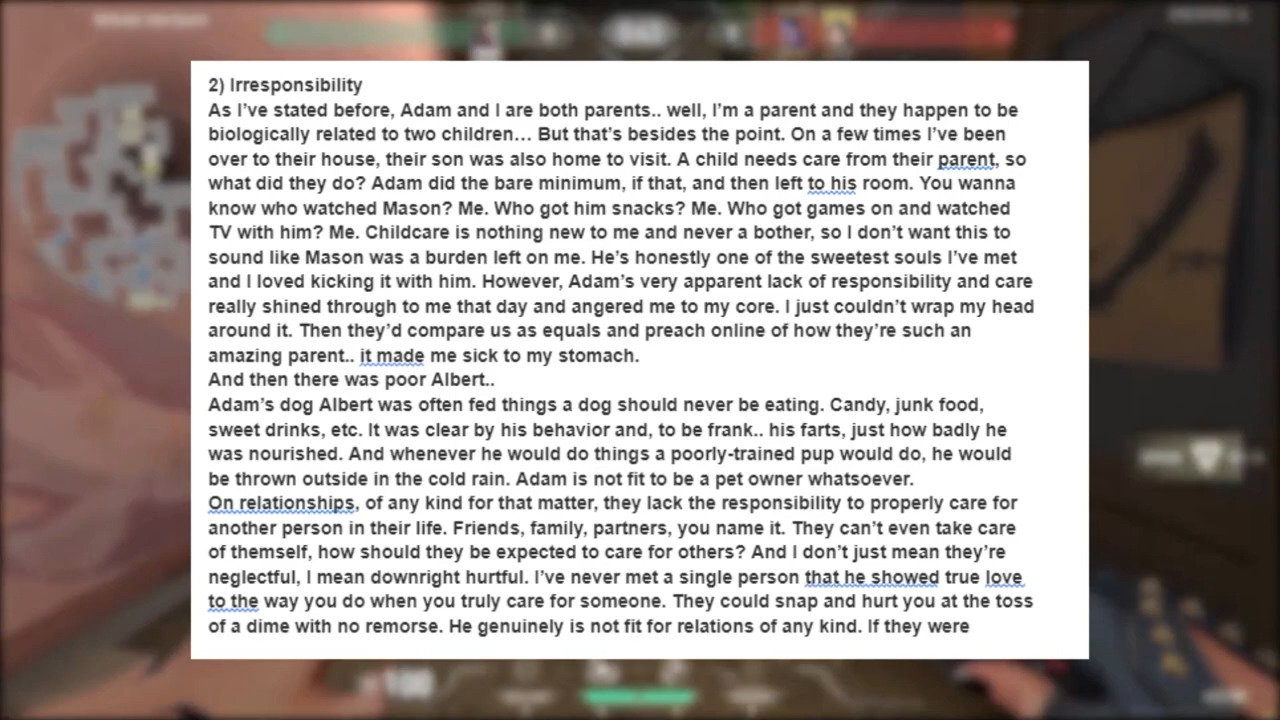 2) Irresponsibility
As I've stated before, Adam and I are both parents.. well, I'm a parent and they happen to be
biologically related to two children... But that's besides the point. On a few times I've been
over to their house, their son was also home to visit. A child needs care from their parent, so
what did they do? Adam did the bare minimum, if that, and then left to his room. You wanna
know who watched Mason? Me. Who got him snacks? Me. Who got games on and watched
TV with him? Me. Childcare is nothing new to me and never a bother, so I don't want this to
sound like Mason was a burden left on me. He's honestly one of the sweetest souls I've met
and I loved kicking it with him. However, Adam's very apparent lack of responsibility and care
really shined through to me that day and angered me to my core. I just couldn't wrap my head
around it. Then they'd compare us as equals and preach online of how they're such an
amazing parent.. it made me sick to my stomach.
And then there was poor Albert..
Adam's dog Albert was often fed things a dog should never be eating. Candy, junk food,
sweet drinks, etc. It was clear by his behavior and, to be frank.. his farts, just how badly he
was nourished. And whenever he would do things a poorly-trained pup would do, he would
be thrown outside in the cold rain. Adam is not fit to be a pet owner whatsoever.
On relationships, of any kind for that matter, they lack the responsibility to properly care for
another person in their life. Friends, family, partners, you name it. They can't even take care
of themself, how should they be expected to care for others? And I don't just mean they're
neglectful, I mean downright hurtful. I've never met a single person that he showed true love
to the way you do when you truly care for someone. They could snap and hurt you at the toss
of a dime with no remorse. He genuinely is not fit for relations of any kind. If they were
100